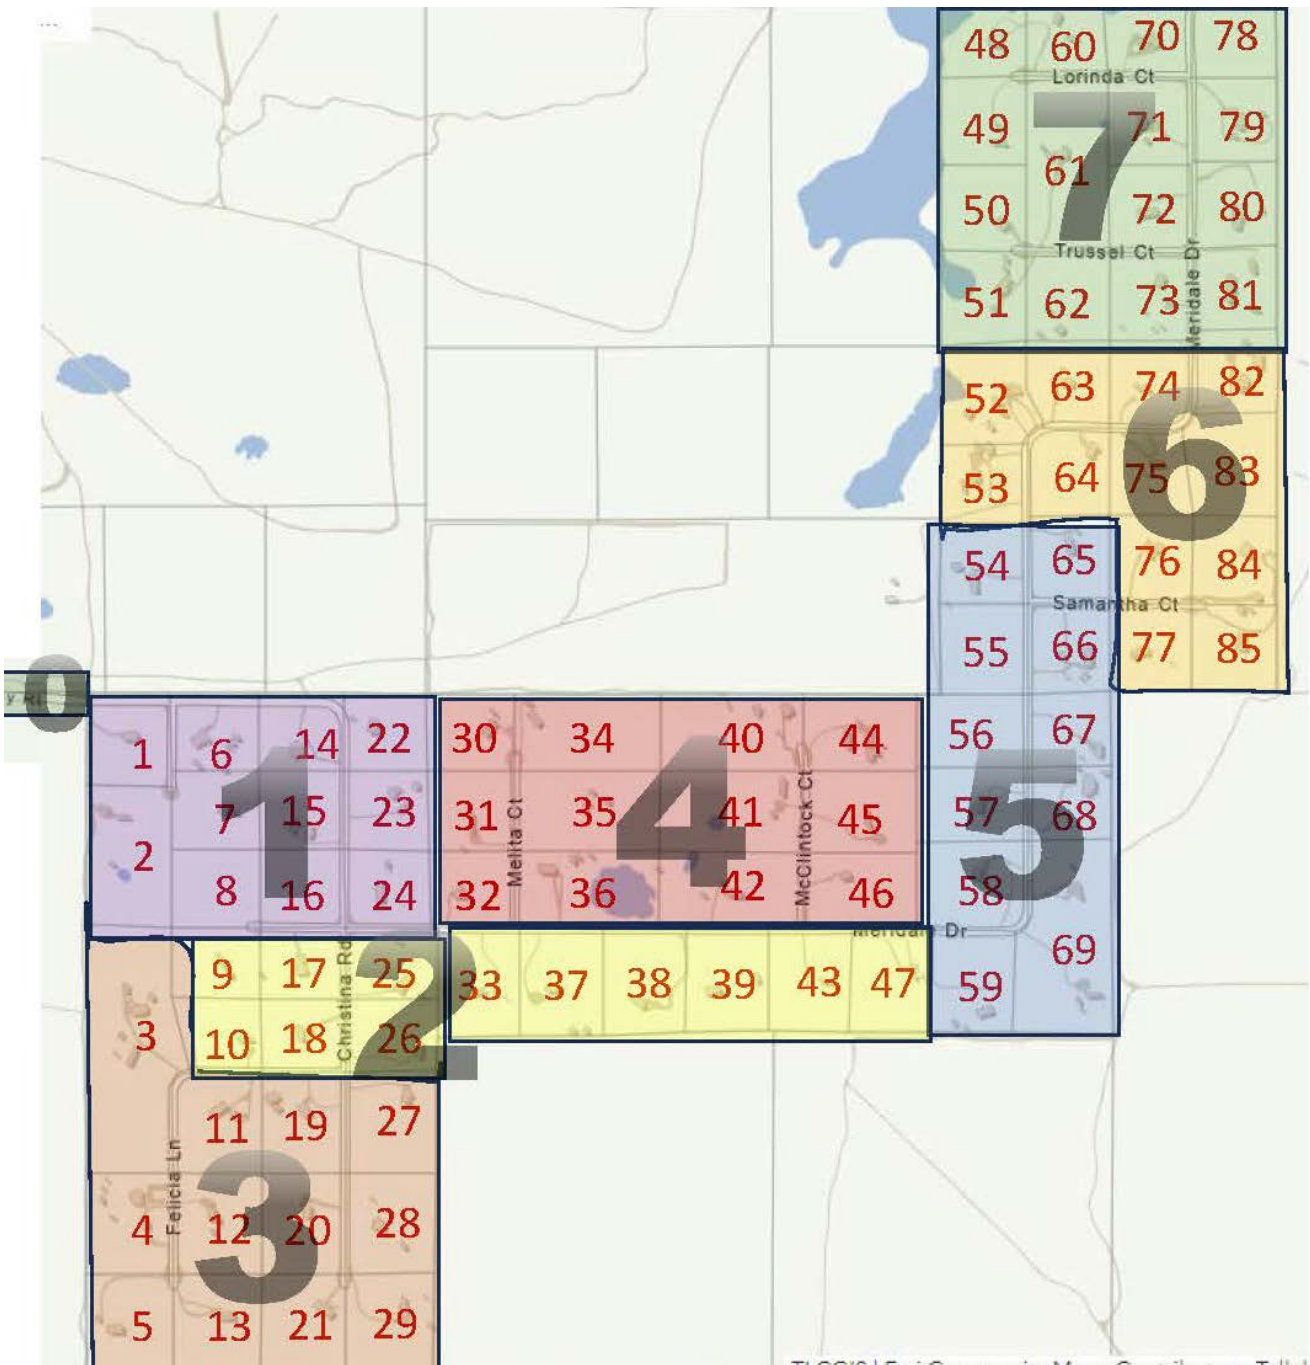 48 60 70 78
Lorinda Ct
7
49 71 79
61
50 72 80
Trussel Ct
Meridale Dr
51 62 73 81
52 63 74 82
6
53 64 75 83
54 65 76 84
Samantha Ct
55 66 77 85
0
y R
1 6 14 22
30 34 40 44
56 67
1
4
5
7 15 23
31 35 41 45
57 68
Melita Ct
McClintock Ct
2 8 16 24
32 36 42 46
58
Meridale Dr
9 17 25
Christina Rd
2
33 37 38 39 43 47
59 69
3
10 18 26
11 19 27
Felicia Ln
3
4 12 20 28
5 13 21 29